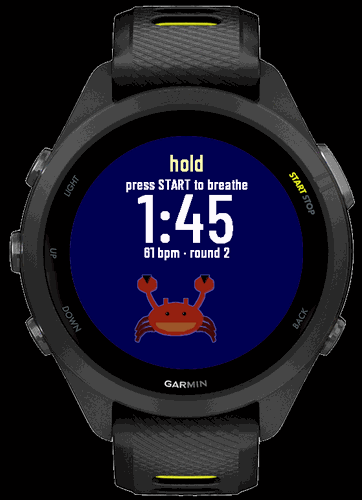 hold
press START to breathe
1:45
61 bpm · round 2
LIGHT
START STOP
UP
DOWN
BACK
GARMIN